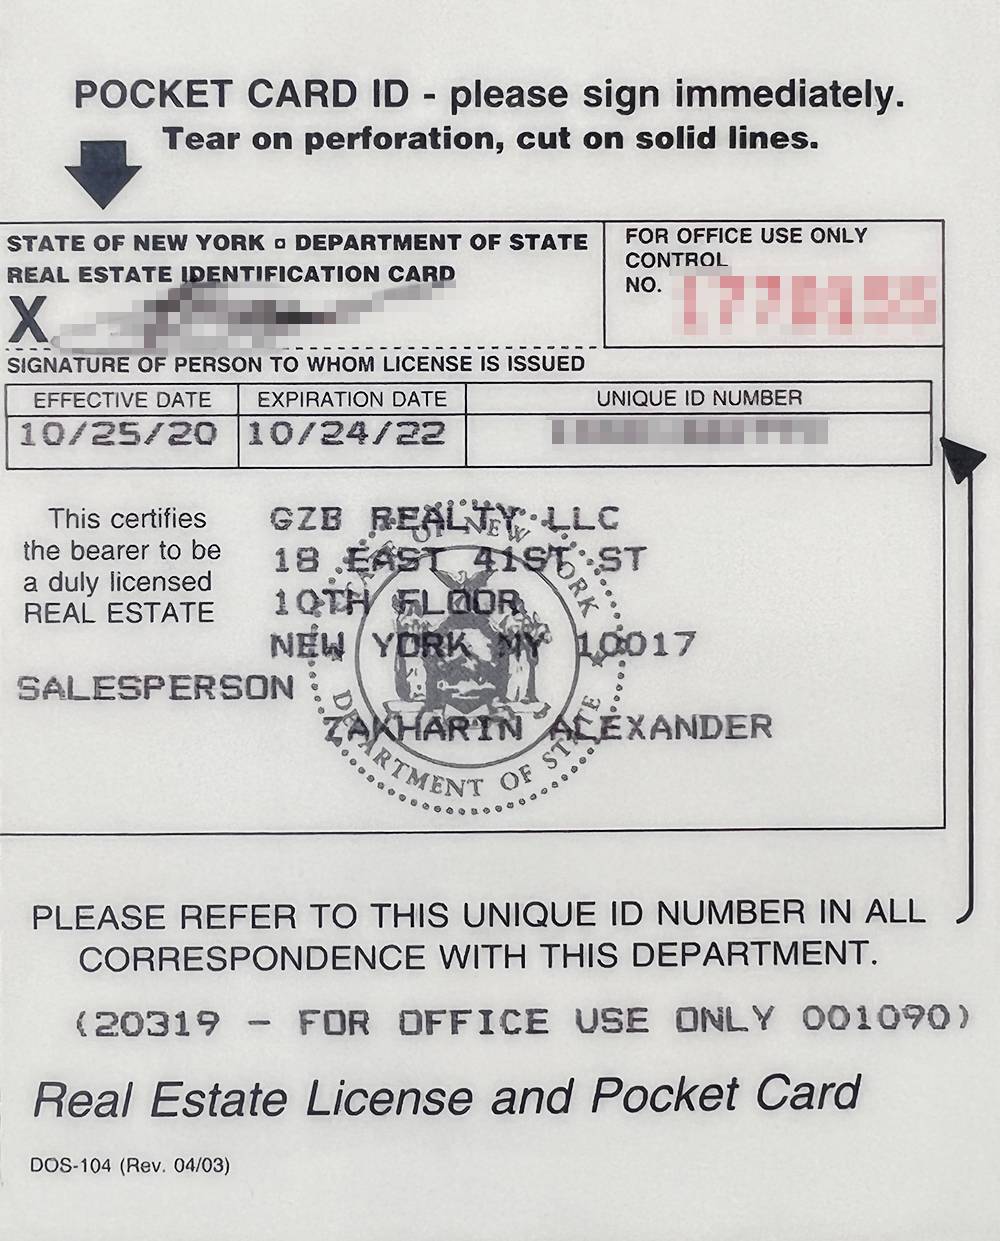 POCKET CARD ID - please sign immediately.
Tear on perforation, cut on solid lines.
STATE OF NEW YORK ¤ DEPARTMENT OF STATE
REAL ESTATE IDENTIFICATION CARD
FOR OFFICE USE ONLY
CONTROL
NO.
X
SIGNATURE OF PERSON TO WHOM LICENSE IS ISSUED
EFFECTIVE DATE
EXPIRATION DATE
UNIQUE ID NUMBER
10/25/20
10/24/22
This certifies
the bearer to be
a duly licensed
REAL ESTATE
GZB REALTY LLC
18 EAST 41ST ST
10TH FLOOR
NEW YORK NY 10017
SALESPERSON
ZAKHARIN ALEXANDER
STATE OF NEW YORK
DEPARTMENT OF STATE
PLEASE REFER TO THIS UNIQUE ID NUMBER IN ALL
CORRESPONDENCE WITH THIS DEPARTMENT.
(20319 - FOR OFFICE USE ONLY 001090)
Real Estate License and Pocket Card
DOS-104 (Rev. 04/03)